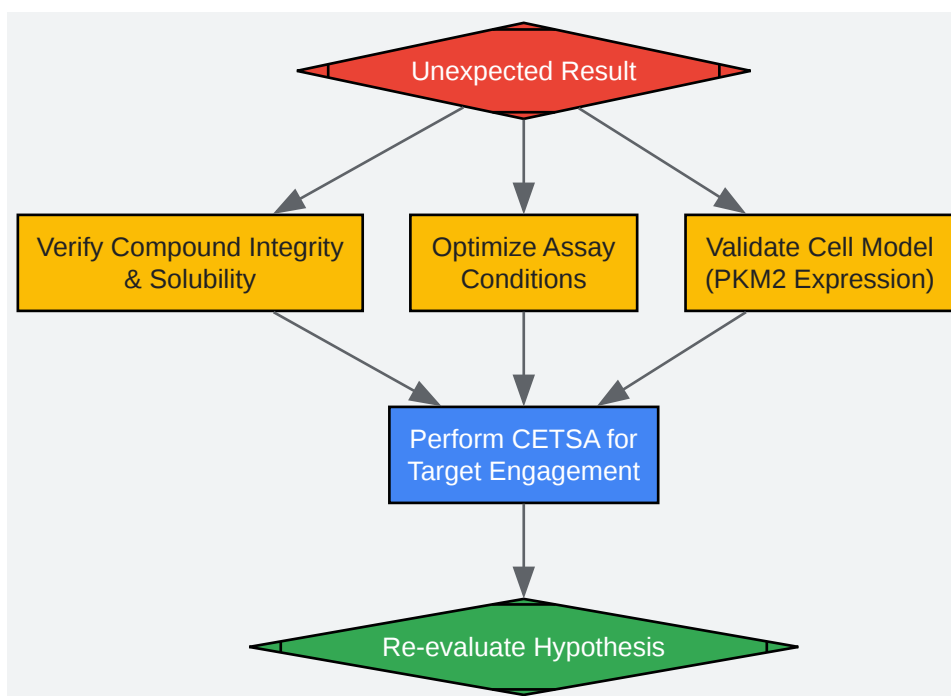 Unexpected Result
Verify Compound Integrity
& Solubility
Optimize Assay
Conditions
Validate Cell Model
(PKM2 Expression)
Perform CETSA for
Target Engagement
Re-evaluate Hypothesis